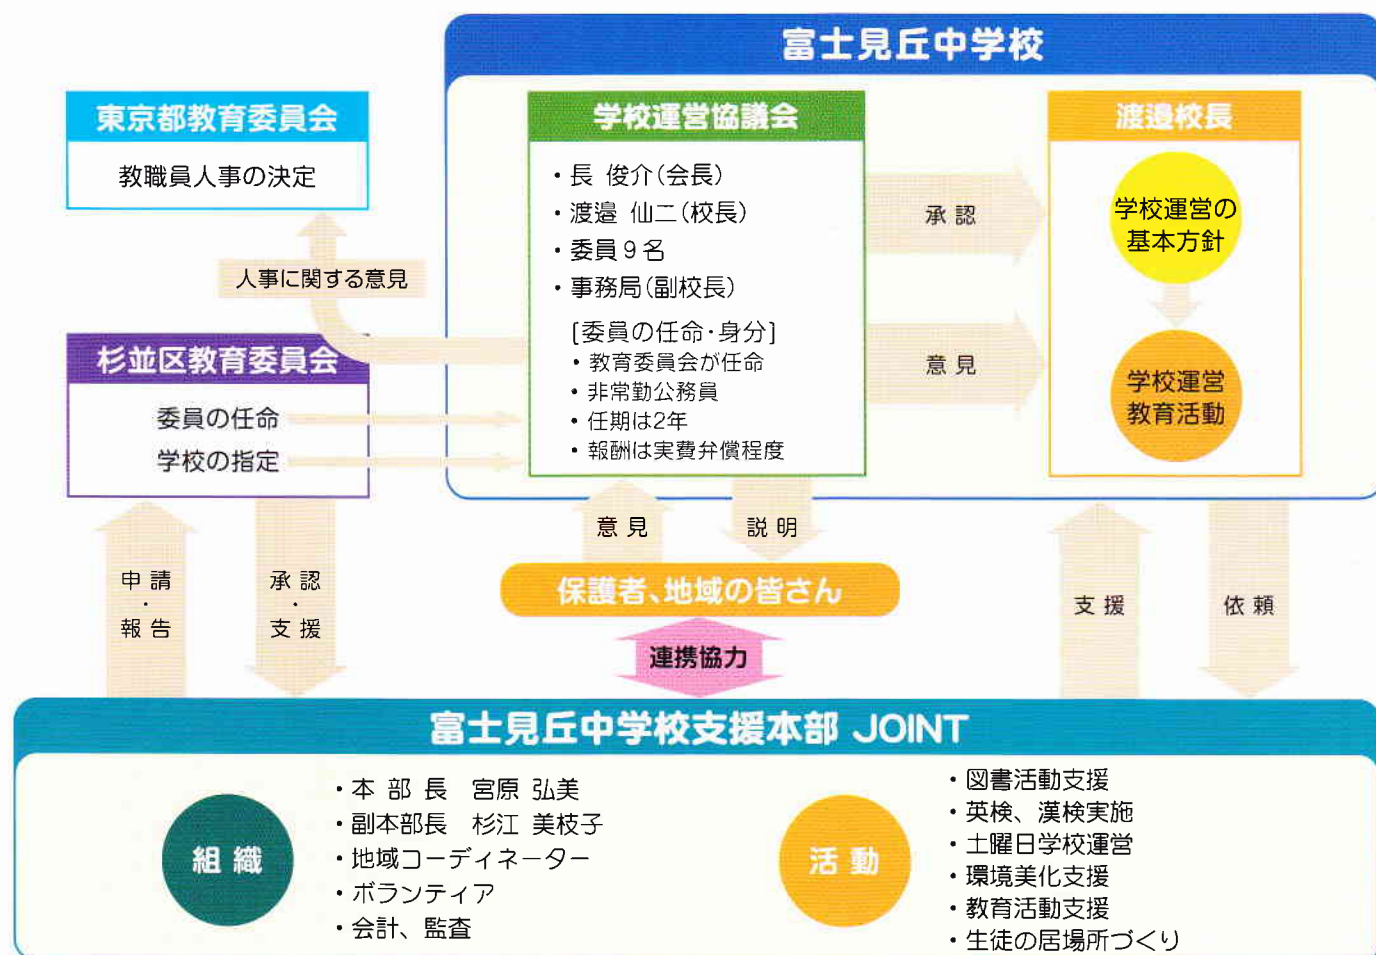 富士見丘中学校
東京都教育委員会
教職員人事の決定
人事に関する意見
杉並区教育委員会
委員の任命
学校の指定
学校運営協議会
・長 俊介(会長)
・渡邉 仙二(校長)
・委員9名
・事務局(副校長)
[委員の任命・身分]
・教育委員会が任命
・非常勤公務員
・任期は2年
・報酬は実費弁償程度
承認
意見
渡邉校長
学校運営の
基本方針
学校運営
教育活動
申請
・
報告
承認
・
支援
意見
説明
保護者、地域の皆さん
連携協力
支援
依頼
富士見丘中学校支援本部 JOINT
組織
・本部長 宮原 弘美
・副本部長 杉江 美枝子
・地域コーディネーター
・ボランティア
・会計、監査
活動
・図書活動支援
・英検、漢検実施
・土曜日学校運営
・環境美化支援
・教育活動支援
・生徒の居場所づくり